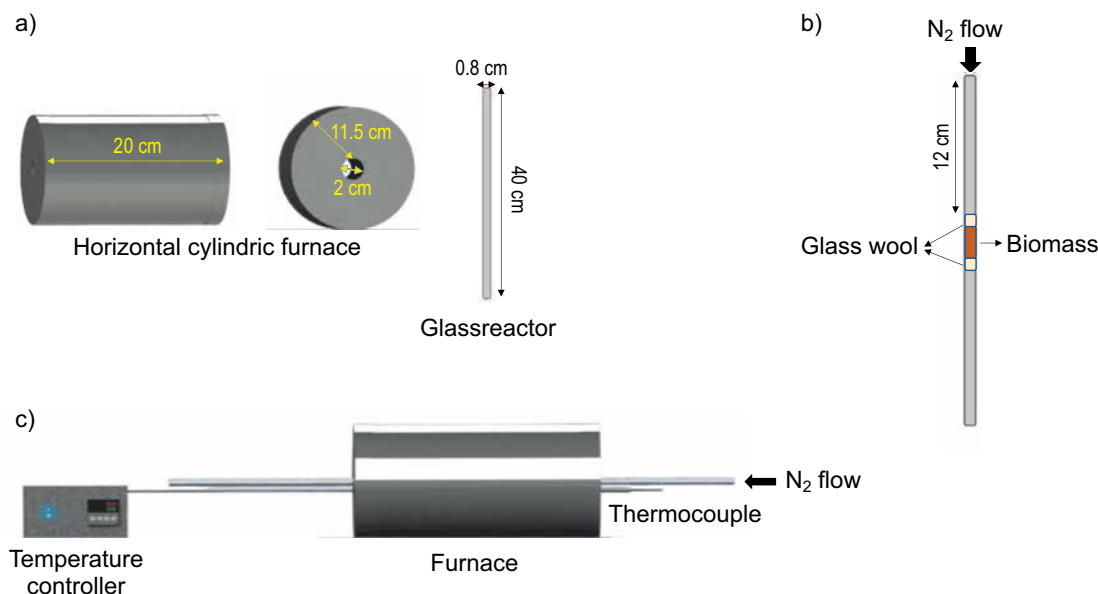 a)
20 cm
11.5 cm
2 cm
Horizontal cylindric furnace
0.8 cm
40 cm
Glassreactor
b)
N₂ flow
12 cm
Glass wool
Biomass
c)
N₂ flow
Thermocouple
Temperature
controller
Furnace